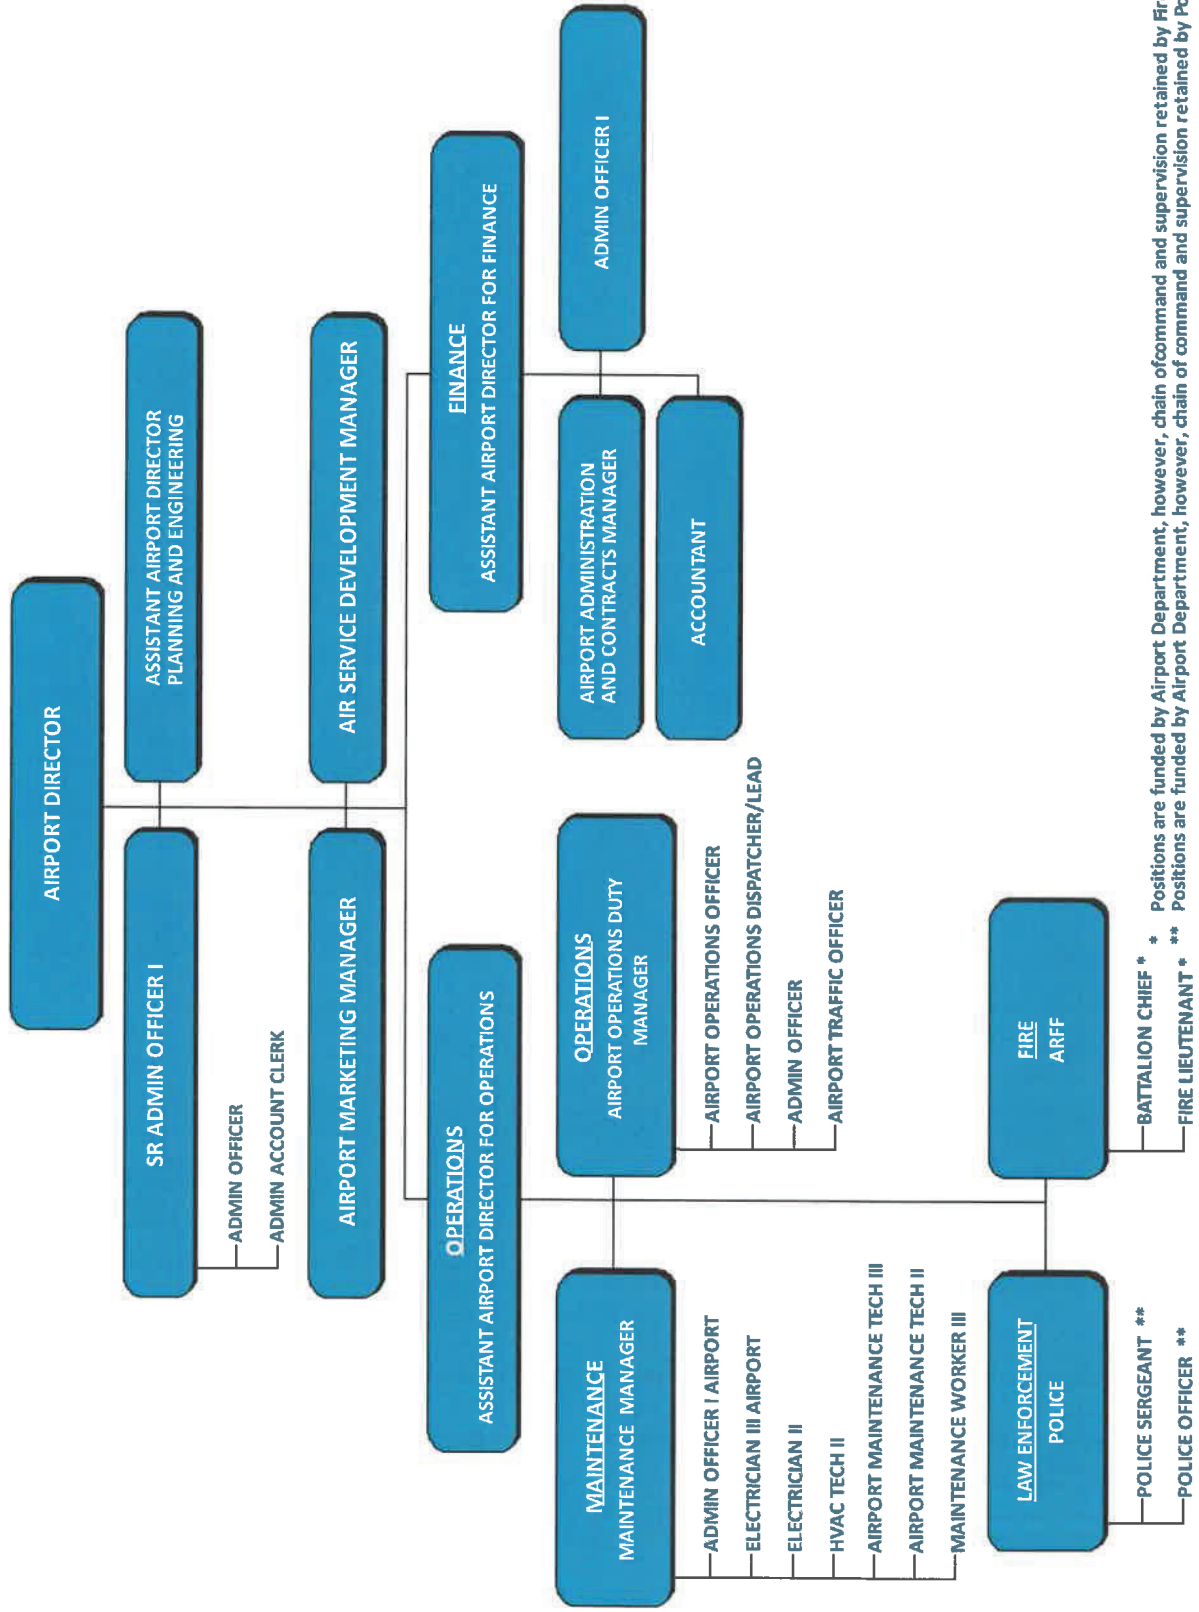 AIRPORT DIRECTOR
SR ADMIN OFFICER I
ADMIN OFFICER
ADMIN ACCOUNT CLERK
ASSISTANT AIRPORT DIRECTOR
PLANNING AND ENGINEERING
AIRPORT MARKETING MANAGER
AIR SERVICE DEVELOPMENT MANAGER
OPERATIONS
ASSISTANT AIRPORT DIRECTOR FOR OPERATIONS
FINANCE
ASSISTANT AIRPORT DIRECTOR FOR FINANCE
MAINTENANCE
MAINTENANCE MANAGER
ADMIN OFFICER I AIRPORT
ELECTRICIAN III AIRPORT
ELECTRICIAN II
HVAC TECH II
AIRPORT MAINTENANCE TECH III
AIRPORT MAINTENANCE TECH II
MAINTENANCE WORKER III
OPERATIONS
AIRPORT OPERATIONS DUTY
MANAGER
AIRPORT OPERATIONS OFFICER
AIRPORT OPERATIONS DISPATCHER/LEAD
ADMIN OFFICER
AIRPORT TRAFFIC OFFICER
AIRPORT ADMINISTRATION
AND CONTRACTS MANAGER
ADMIN OFFICER I
ACCOUNTANT
LAW ENFORCEMENT
POLICE
POLICE SERGEANT **
POLICE OFFICER **
FIRE
ARFF
BATTALION CHIEF *
FIRE LIEUTENANT *
* Positions are funded by Airport Department, however, chain ofcommand and supervision retained by
** Positions are funded by Airport Department, however, chain of command and supervision retained by